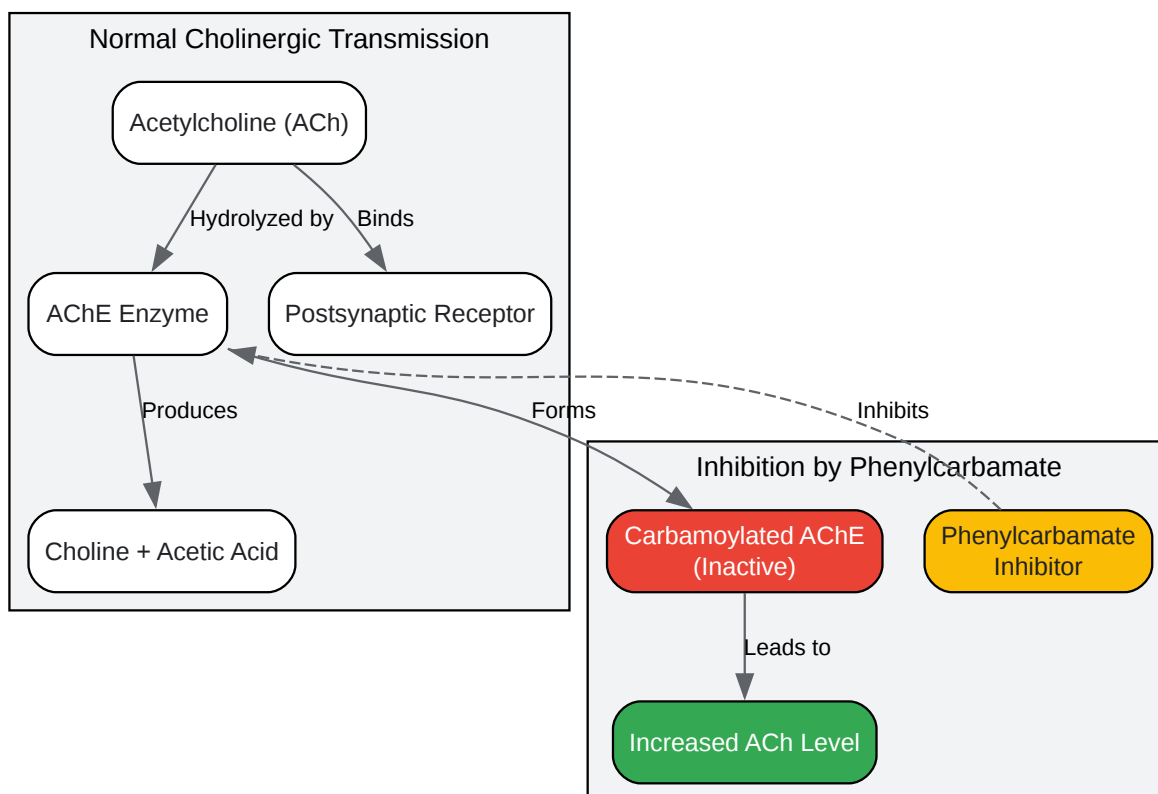 Normal Cholinergic Transmission
Acetylcholine (ACh)
Hydrolyzed by
Binds
AChE Enzyme
Postsynaptic Receptor
Produces
Forms
Inhibits
Choline + Acetic Acid
Inhibition by Phenylcarbamate
Carbamoylated AChE
(Inactive)
Phenylcarbamate
Inhibitor
Leads to
Increased ACh Level